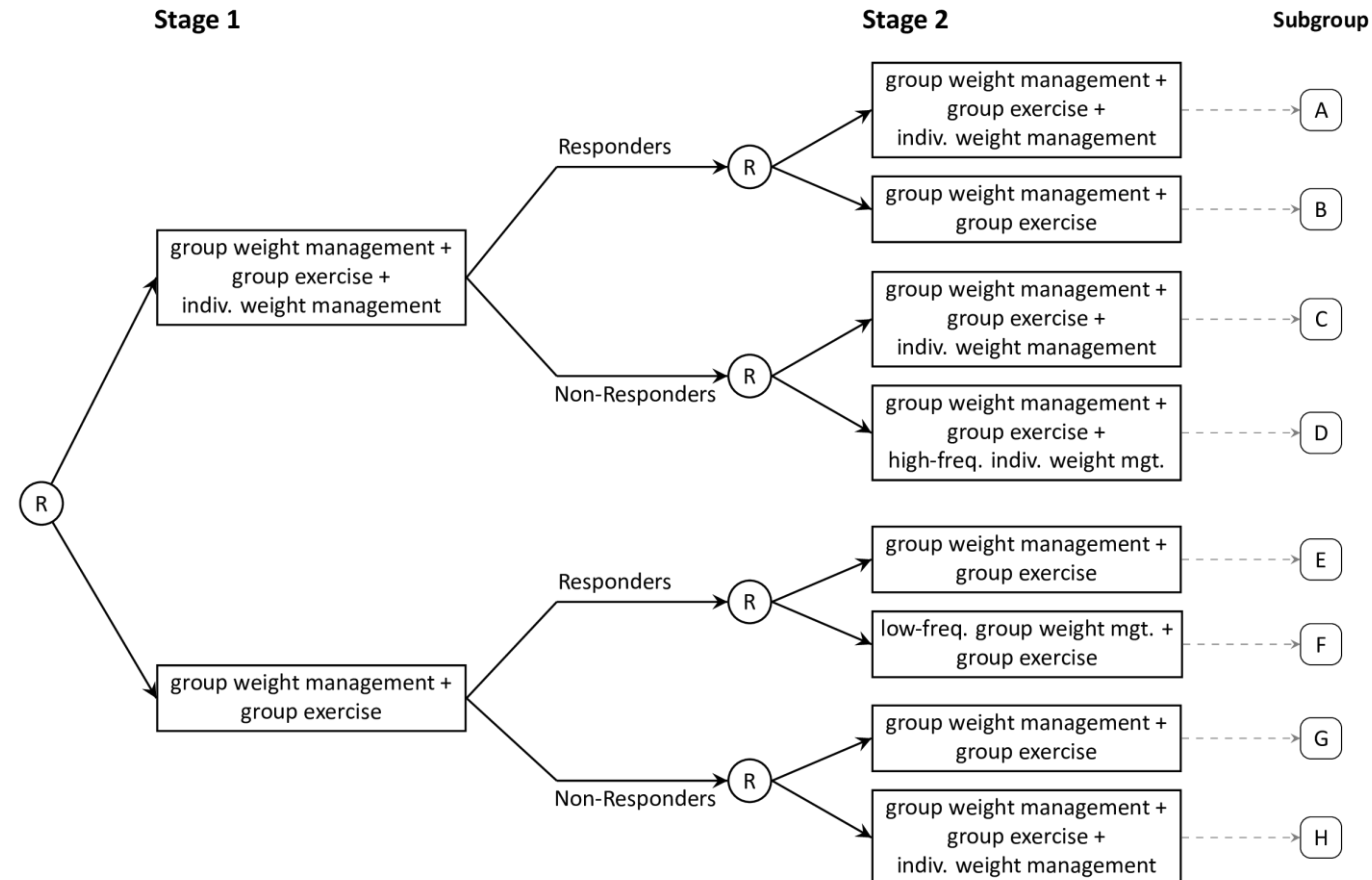 Stage 1
Stage 2
Subgroup
group weight management +
group exercise +
indiv. weight management
A
Responders
R
group weight management +
group exercise
B
group weight management +
group exercise +
indiv. weight management
group weight management +
group exercise +
indiv. weight management
C
R
Non-Responders
group weight management +
group exercise +
high-freq. indiv. weight mgt.
D
R
group weight management +
group exercise
E
Responders
R
low-freq. group weight mgt. +
group exercise
F
group weight management +
group exercise
group weight management +
group exercise
G
R
Non-Responders
group weight management +
group exercise +
indiv. weight management
H